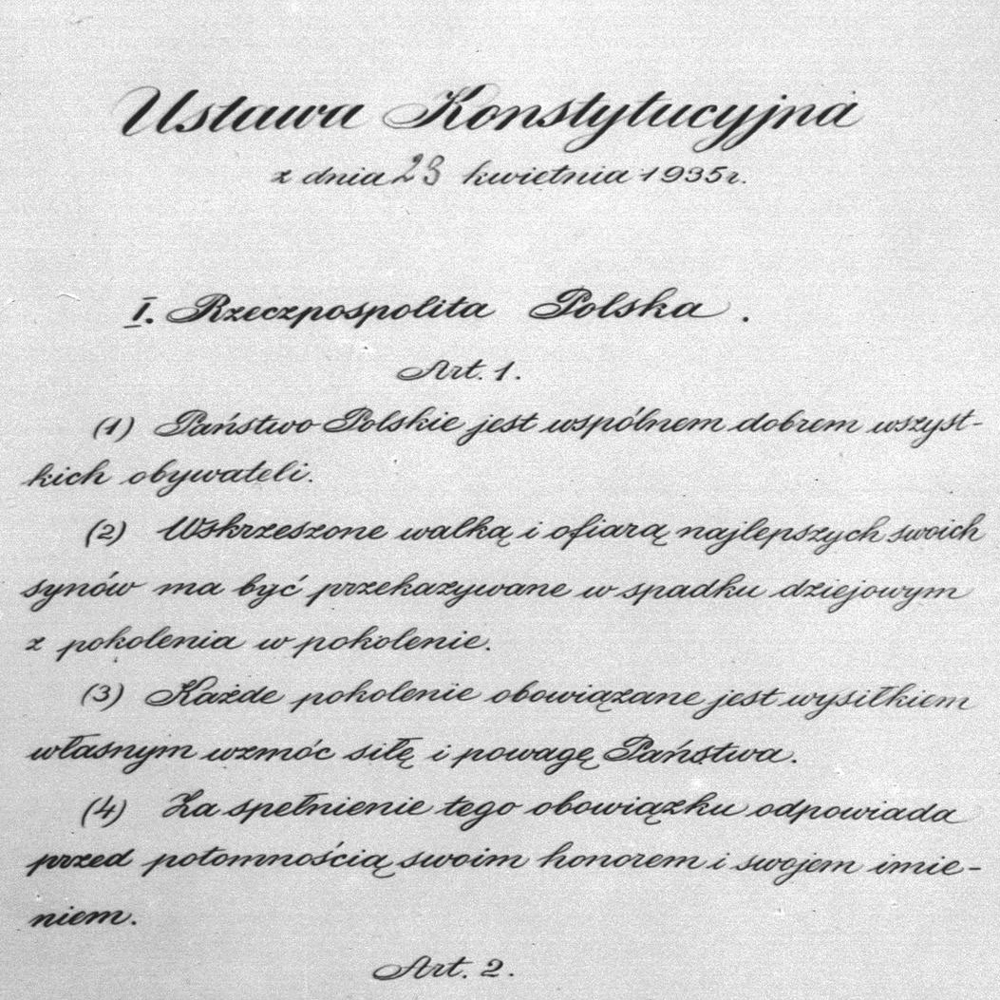 Ustawa Konstytucyjna
z dnia 23 kwietnia 1935 r.
I. Rzeczpospolita Polska.
Art. 1.
(1) Państwo Polskie jest wspólnem dobrem wszyst-
kich obywateli.
(2) Wskrzeszone walką i ofiarą najlepszych swoich
synów ma być przekazywane w spadku dziejowym
z pokolenia w pokolenie.
(3) Każde pokolenie obowiązane jest wysiłkiem
własnym wzmóc siłę i powagę Państwa.
(4) Za spełnienie tego obowiązku odpowiada
przed potomnością swoim honorem i swojem imie-
niem.
Art. 2.